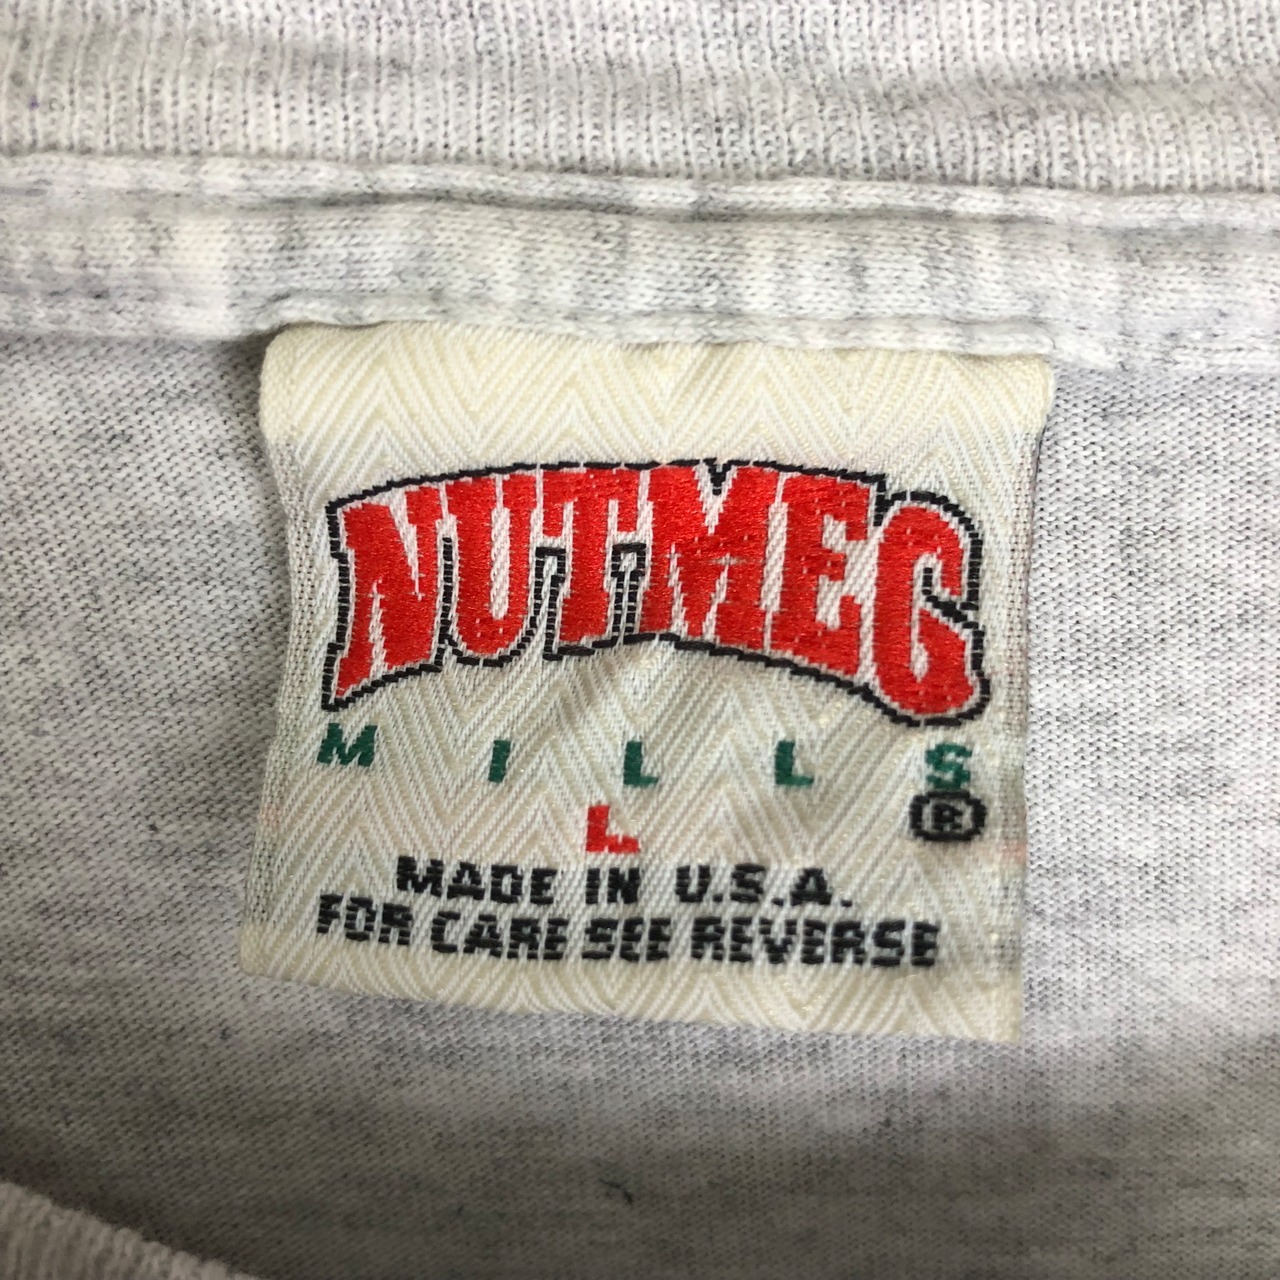 NUTMEG
MILLS
®
L
MADE IN U.S.A.
FOR CARE SEE REVERSE